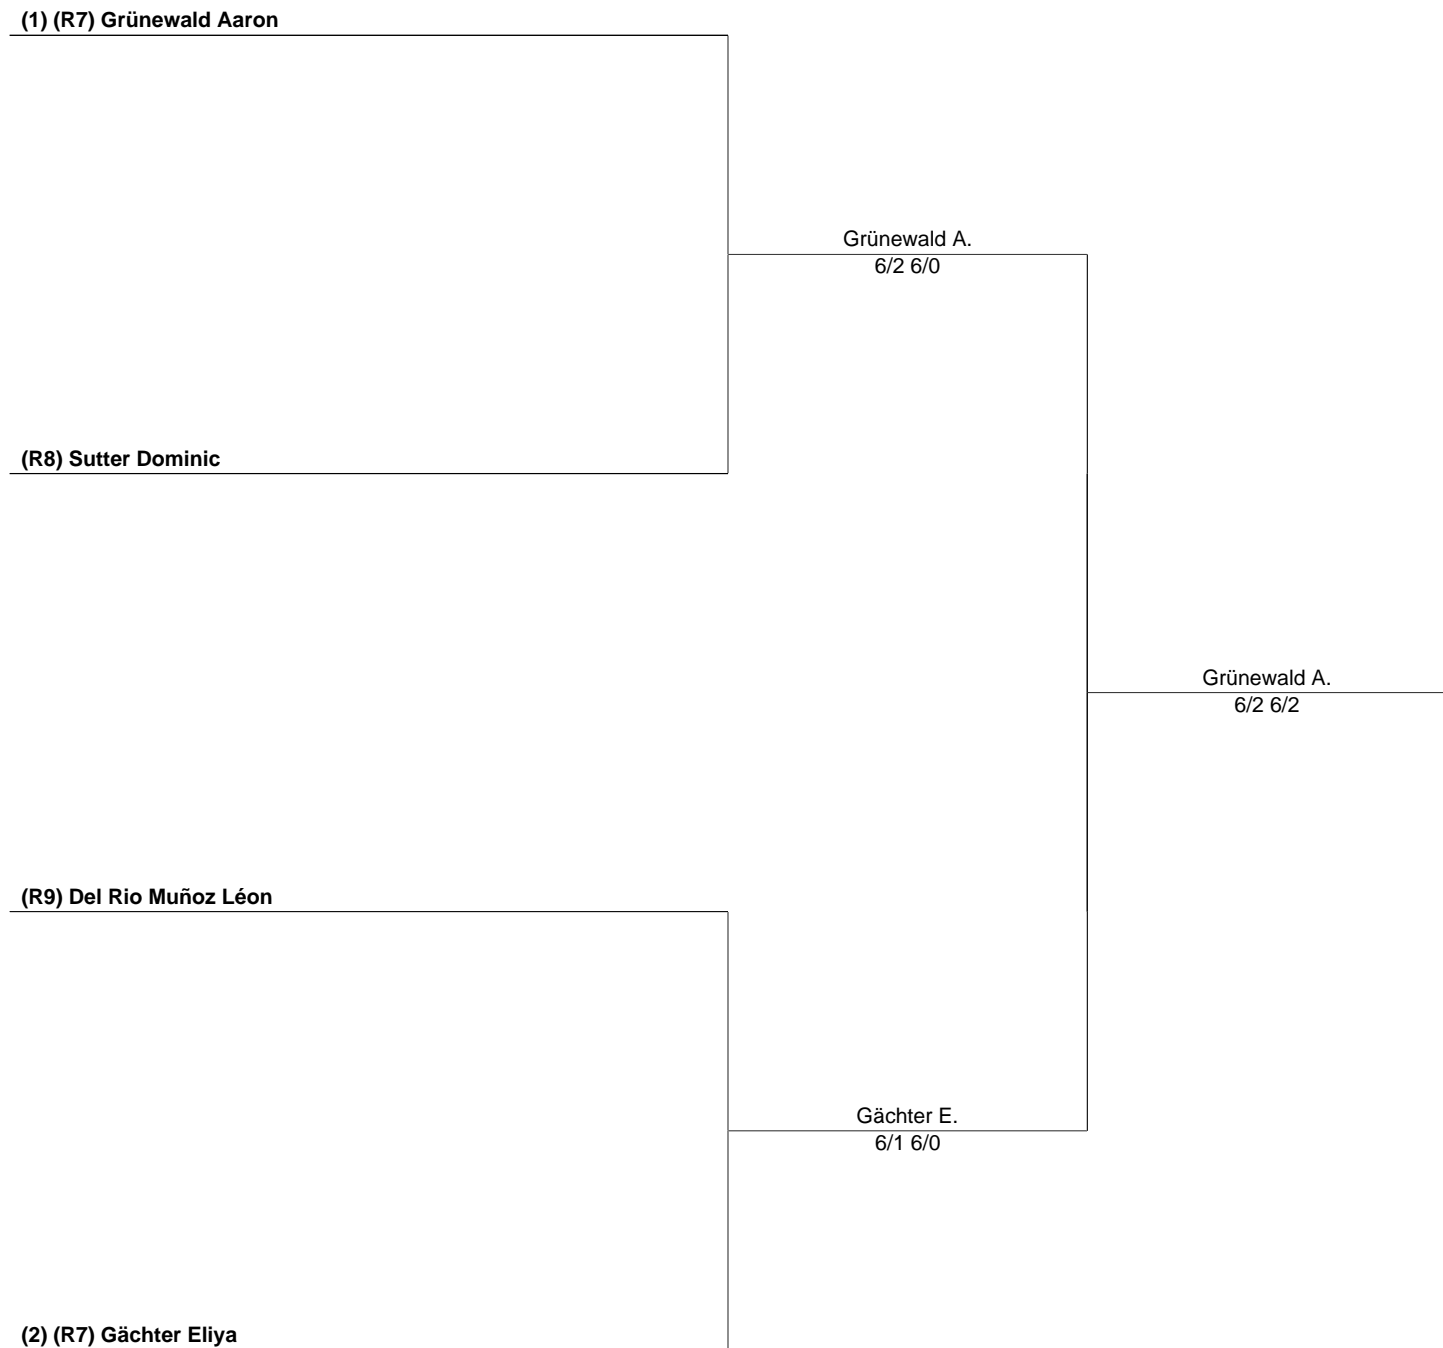 (1) (R7) Grünewald Aaron
Grünewald A.
6/2 6/0
(R8) Sutter Dominic
Grünewald A.
6/2 6/2
(R9) Del Rio Muñoz Léon
Gächter E.
6/1 6/0
(2) (R7) Gächter Eliya